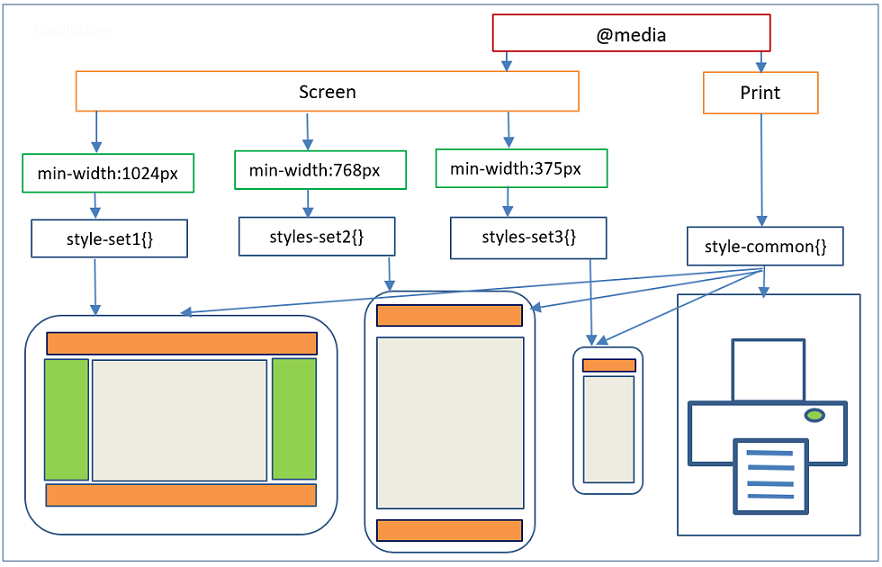 @media
Screen
Print
min-width:1024px
min-width:768px
min-width:375px
style-set1{}
styles-set2{}
styles-set3{}
style-common{}